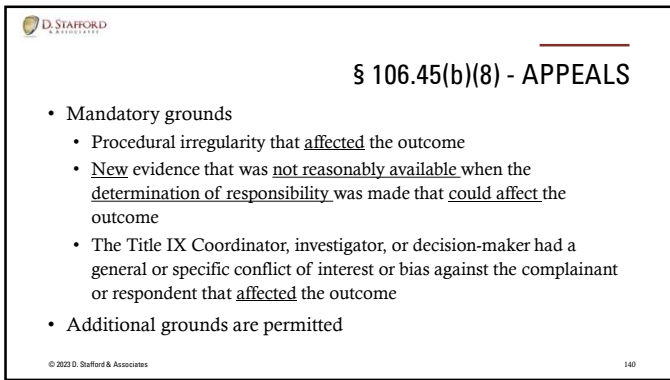 D. STAFFORD
& ASSOCIATES
§ 106.45(b)(8) - APPEALS
• Mandatory grounds
• Procedural irregularity that affected the outcome
• New evidence that was not reasonably available when the
determination of responsibility was made that could affect the
outcome
• The Title IX Coordinator, investigator, or decision-maker had a
general or specific conflict of interest or bias against the complainant
or respondent that affected the outcome
• Additional grounds are permitted
© 2023 D. Stafford & Associates
140